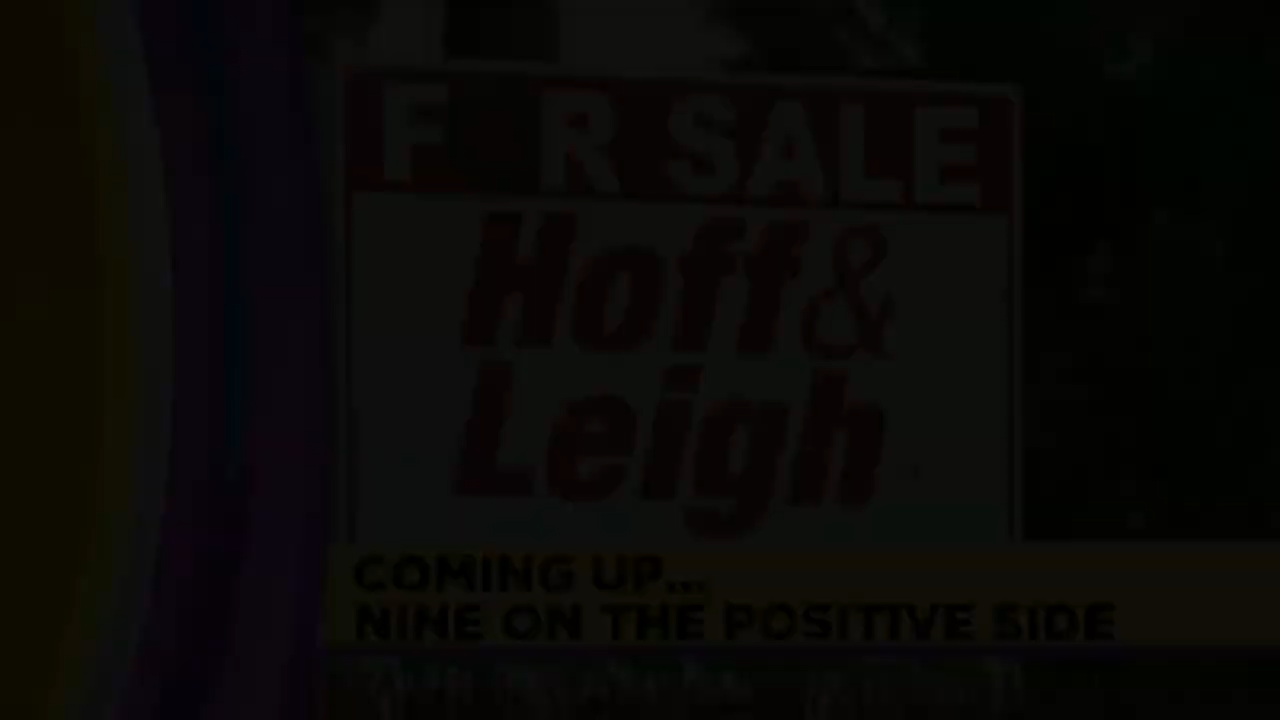 F R SALE
Hoff&
Leigh
COMING UP...
NINE ON THE POSITIVE SIDE